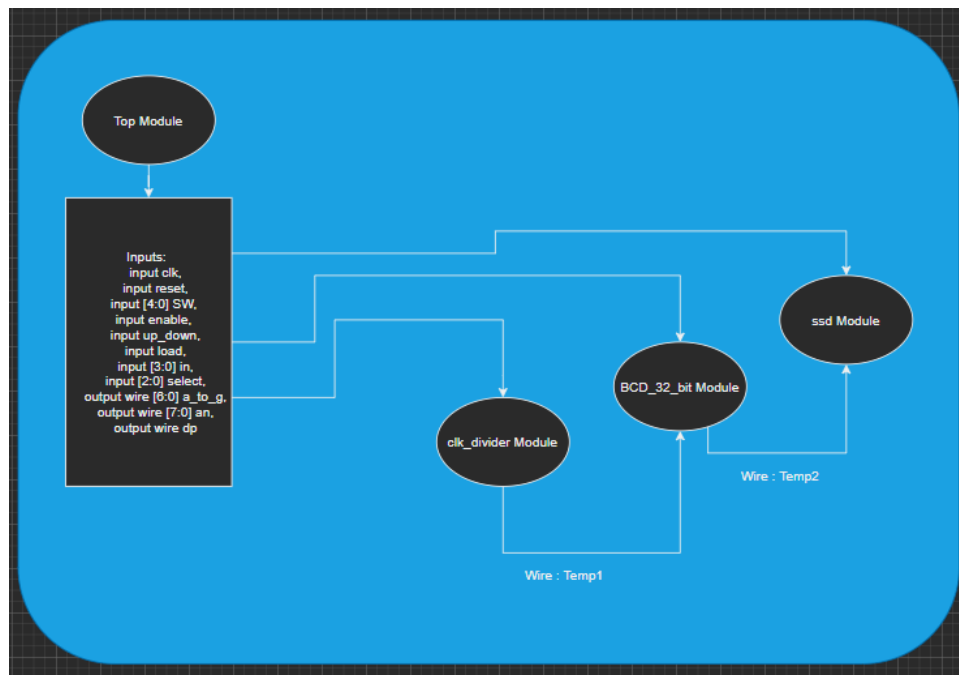 Top Module
Inputs:
input clk,
input reset,
input [4:0] SW,
input enable,
input up_down,
input load,
input [3:0] in,
input [2:0] select,
output wire [6:0] a_to_g,
output wire [7:0] an,
output wire dp
ssd Module
BCD_32_bit Module
clk_divider Module
Wire : Temp2
Wire : Temp1